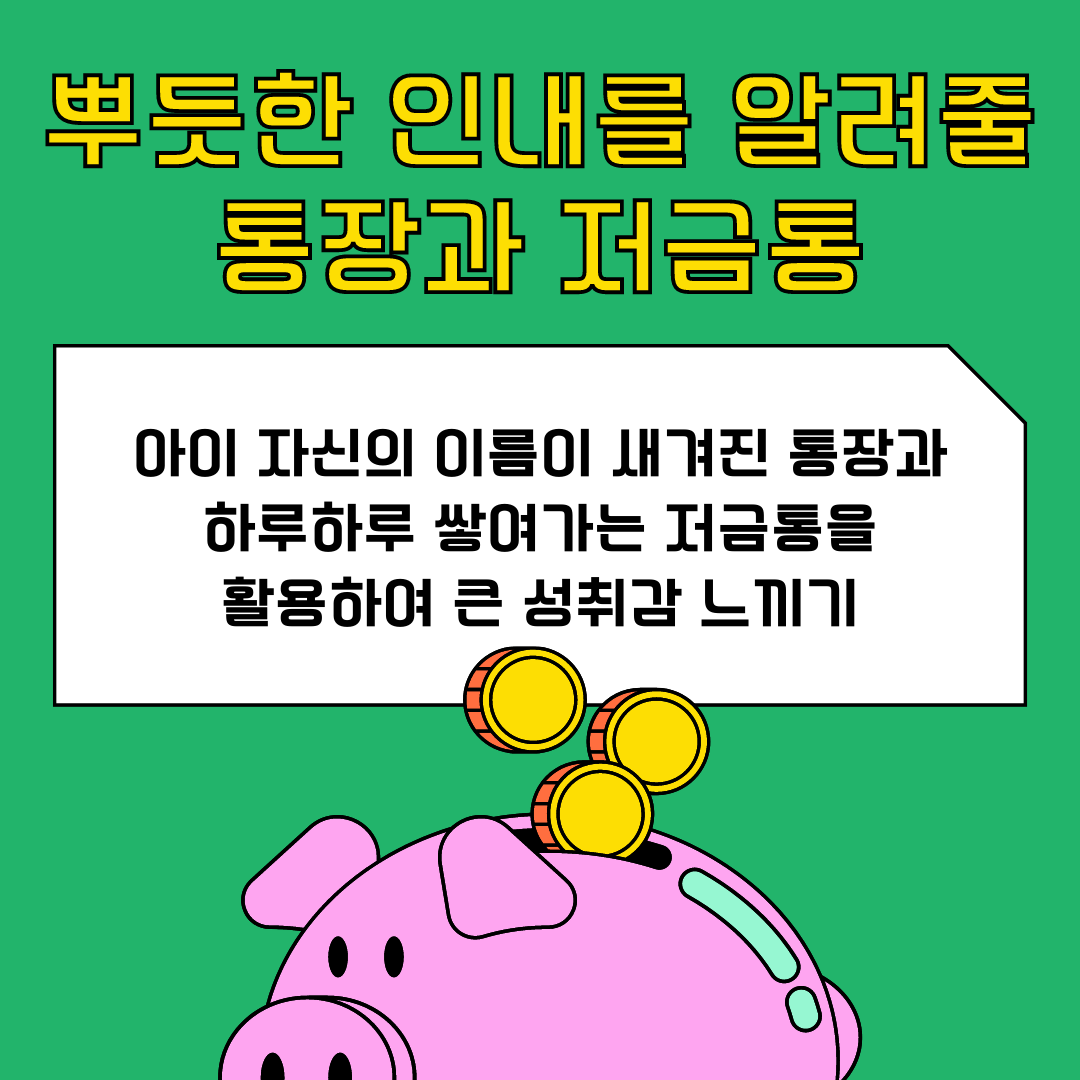 뿌듯한 인내를 알려줄
통장과 저금통
아이 자신의 이름이 새겨진 통장과
하루하루 쌓여가는 저금통을
활용하여 큰 성취감 느끼기